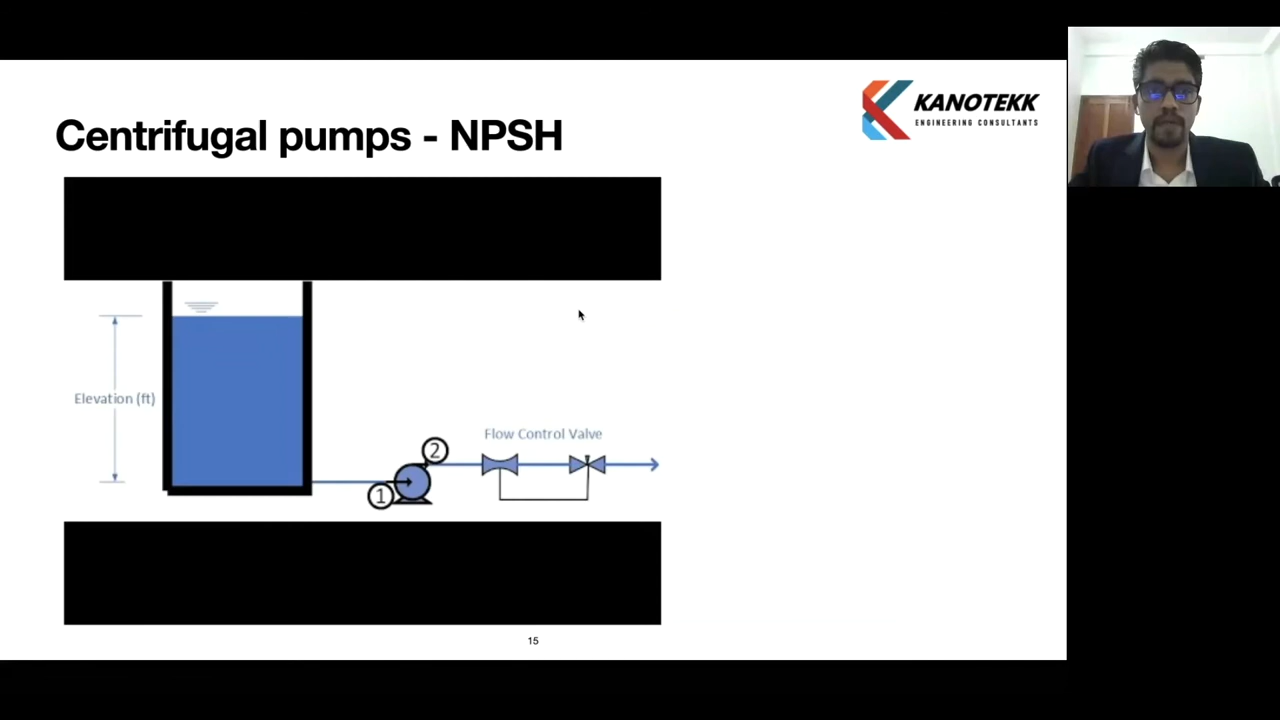 KANOTEKK
ENGINEERING CONSULTANTS
Centrifugal pumps - NPSH
Elevation (ft)
Flow Control Valve
2
1
15